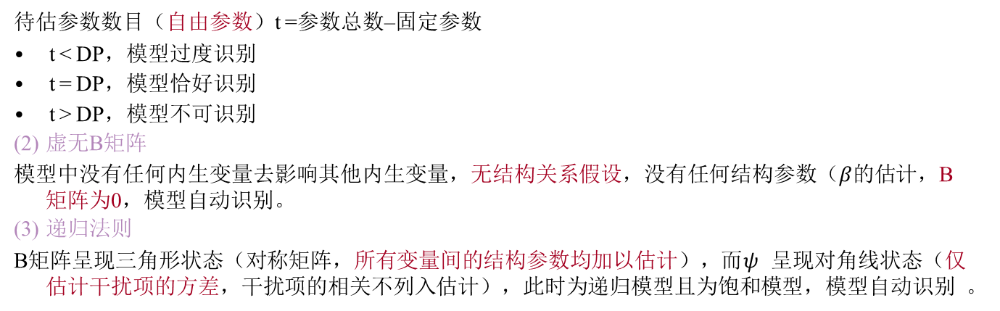 待估参数数目（自由参数）t=参数总数–固定参数
• t < DP，模型过度识别
• t = DP，模型恰好识别
• t > DP，模型不可识别
(2) 虚无B矩阵
模型中没有任何内生变量去影响其他内生变量，无结构关系假设，没有任何结构参数（β的估计，B
矩阵为0，模型自动识别。
(3) 递归法则
B矩阵呈现三角形状态（对称矩阵，所有变量间的结构参数均加以估计），而ψ 呈现对角线状态（仅
估计干扰项的方差，干扰项的相关不列入估计），此时为递归模型且为饱和模型，模型自动识别 。